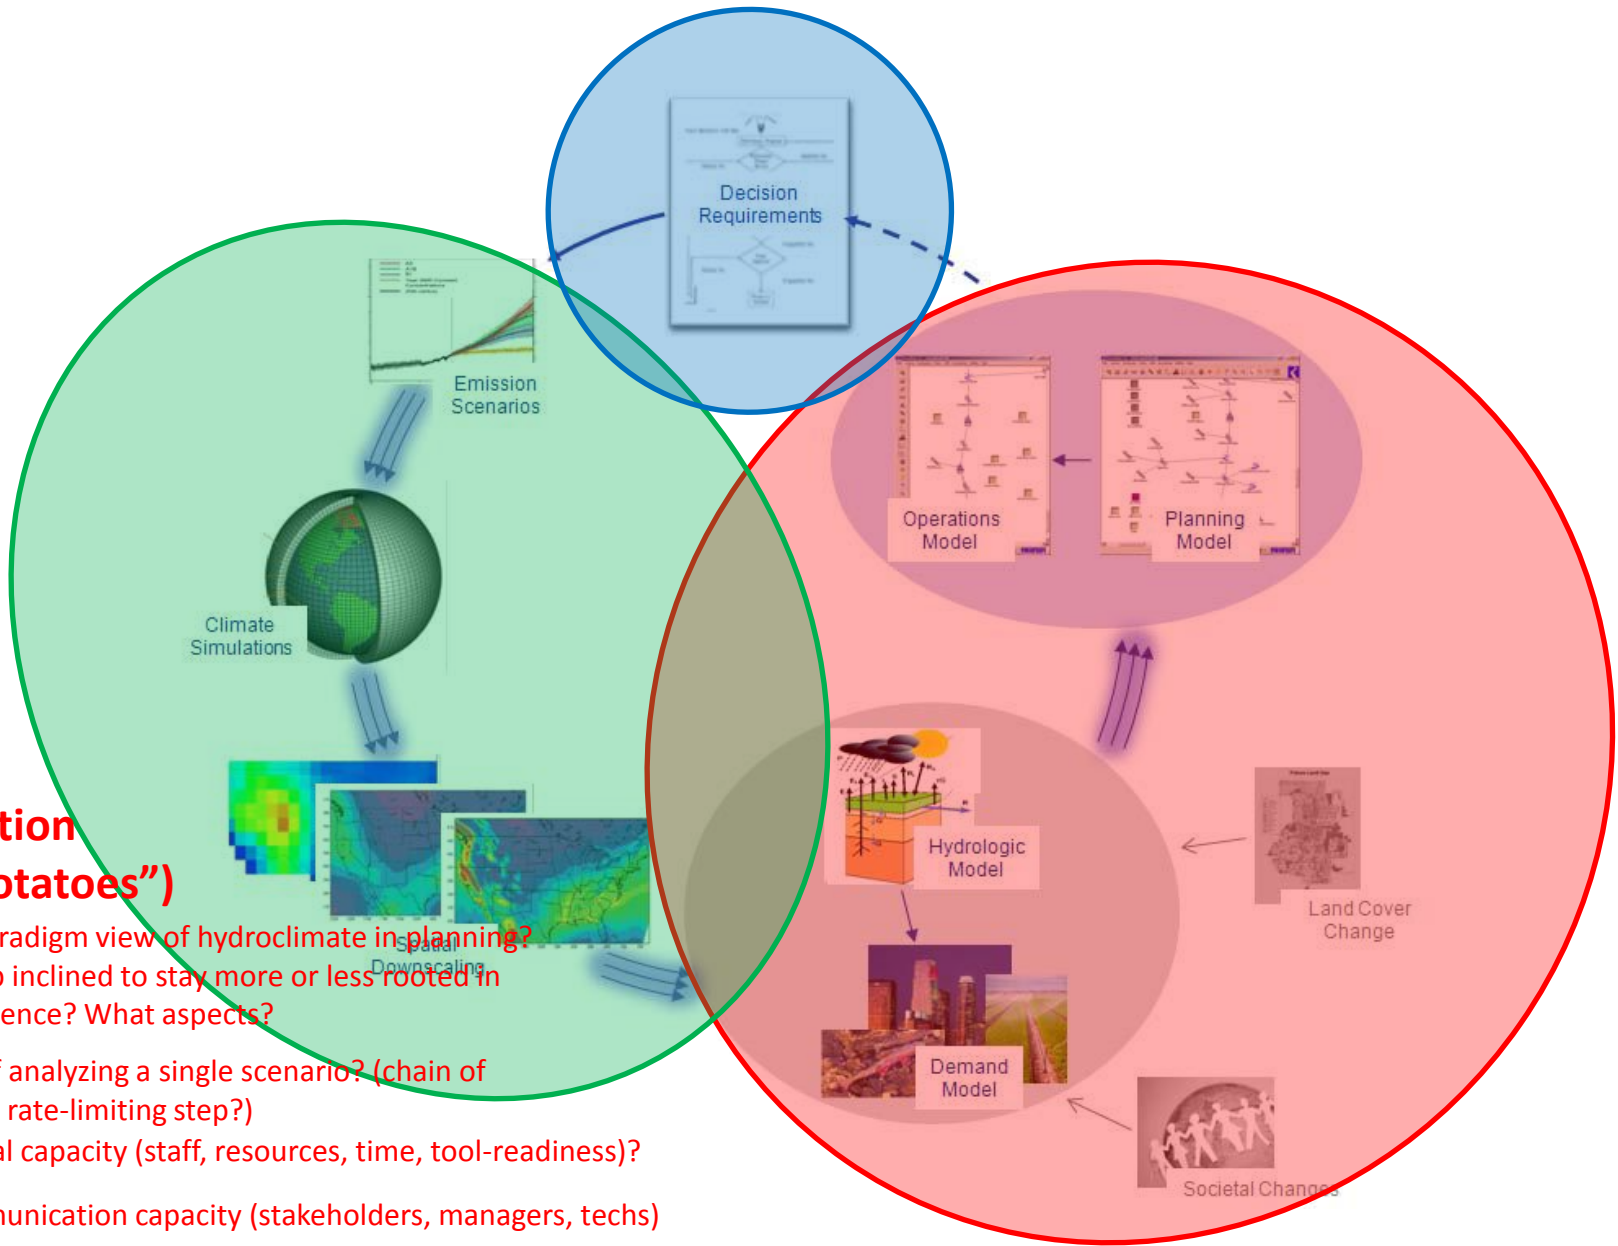 Decision
Requirements
Emission
Scenarios
Operations
Model
Planning
Model
Climate
Simulations
Hydrologic
Model
Land Cover
Change
Spatial
Downscaling
Demand
Model
Societal Changes
tion
otatoes”)
radigm view of hydroclimate in planning?
o inclined to stay more or less rooted in
ence? What aspects?
f analyzing a single scenario? (chain of
rate-limiting step?)
al capacity (staff, resources, time, tool-readiness)?
munication capacity (stakeholders, managers, techs)